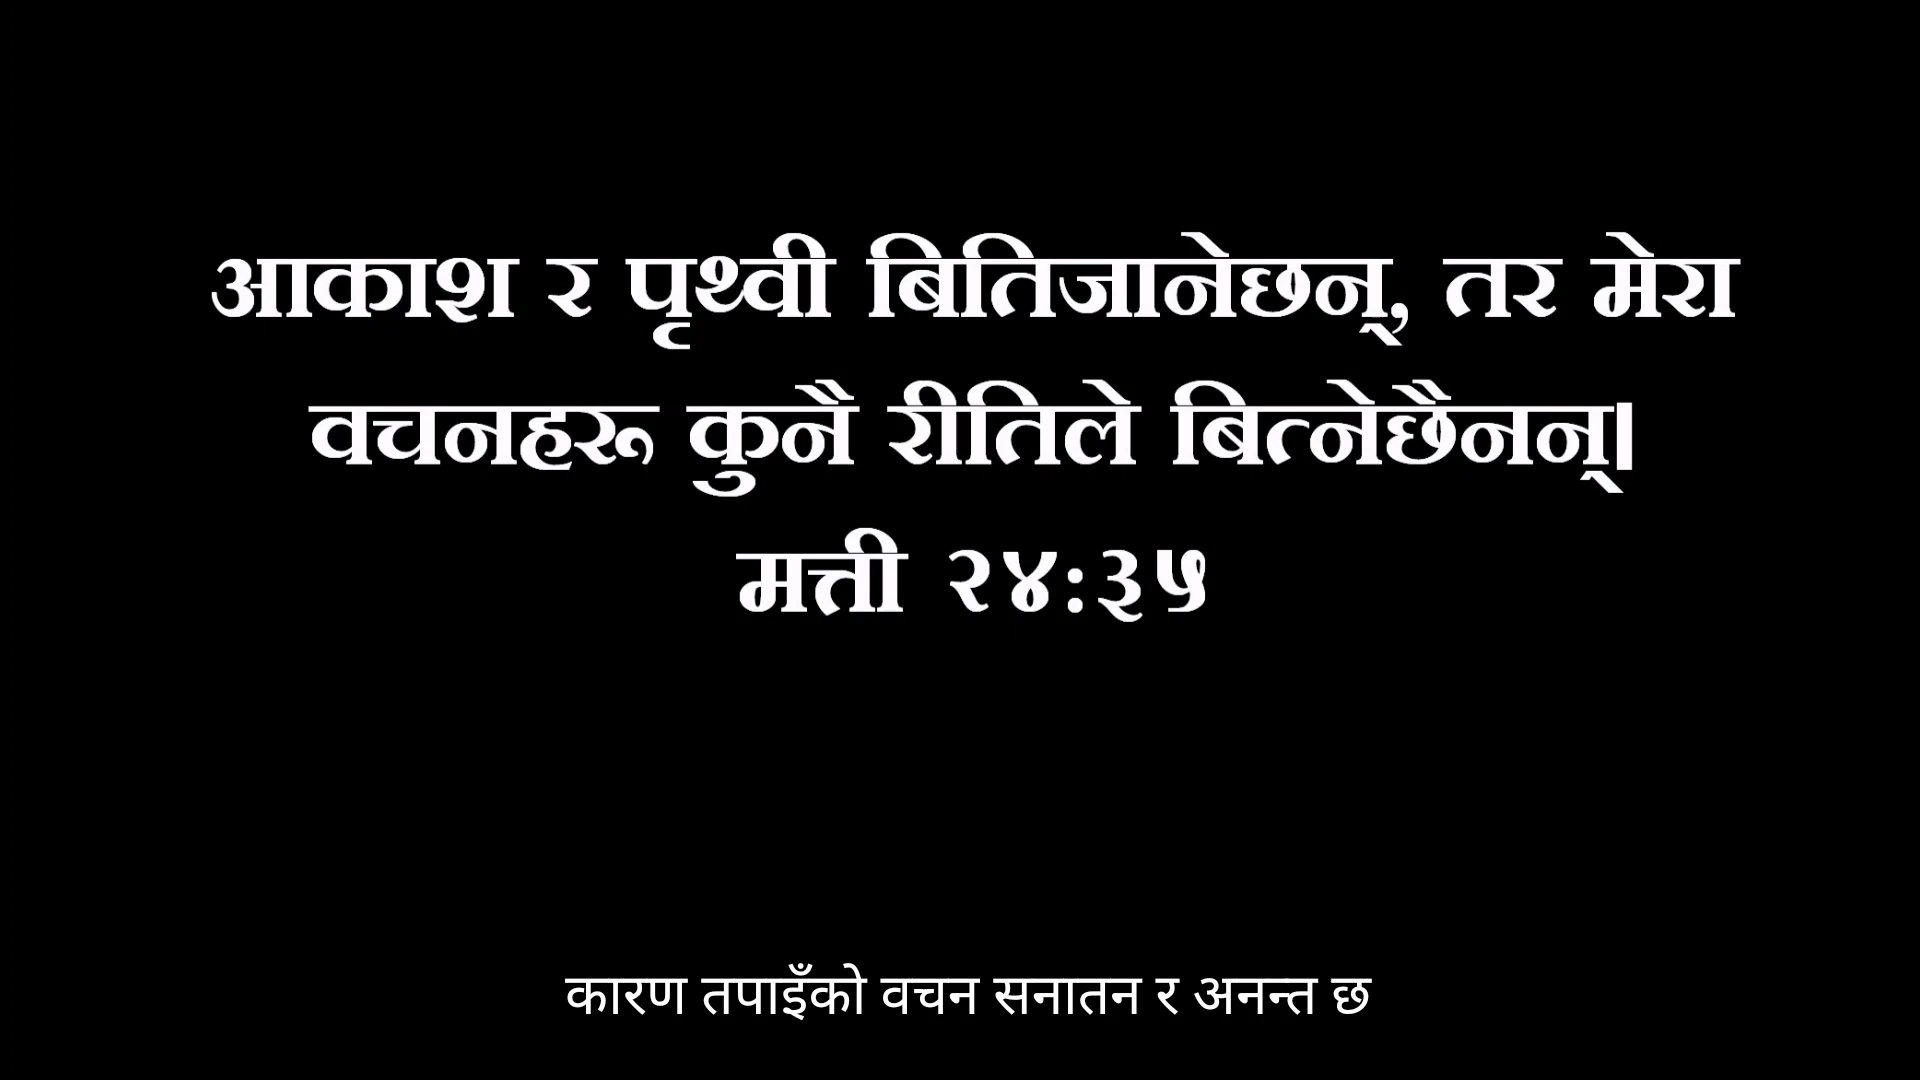 आकाश र पृथ्वी बितिजानेछन्, तर मेरा
वचनहरू कुनै रीतिले बित्नेछैनन्।
मत्ती २४:३५
कारण तपाइँको वचन सनातन र अनन्त छ